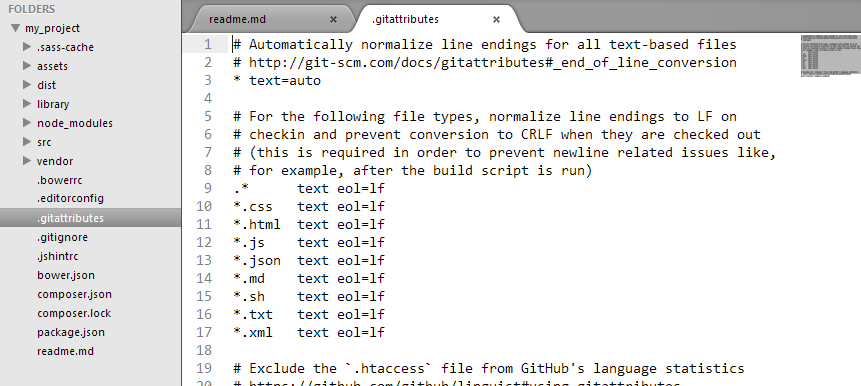 FOLDERS
my_project
.sass-cache
assets
dist
library
node_modules
src
vendor
.bowerrc
.editorconfig
.gitattributes
.gitignore
.jshintrc
bower.json
composer.json
composer.lock
package.json
readme.md
readme.md × .gitattributes ×
1 # Automatically normalize line endings for all text-based files
2 # http://git-scm.com/docs/gitattributes#_end_of_line_conversion
3 * text=auto
4
5 # For the following file types, normalize line endings to LF on
6 # checkin and prevent conversion to CRLF when they are checked out
7 # (this is required in order to prevent newline related issues like,
8 # for example, after the build script is run)
9 .* text eol=lf
10 *.css text eol=lf
11 *.html text eol=lf
12 *.js text eol=lf
13 *.json text eol=lf
14 *.md text eol=lf
15 *.sh text eol=lf
16 *.txt text eol=lf
17 *.xml text eol=lf
18
19 # Exclude the `.htaccess` file from GitHub's language statistics
20 # https://github.com/github/linguist#using-gitattributes